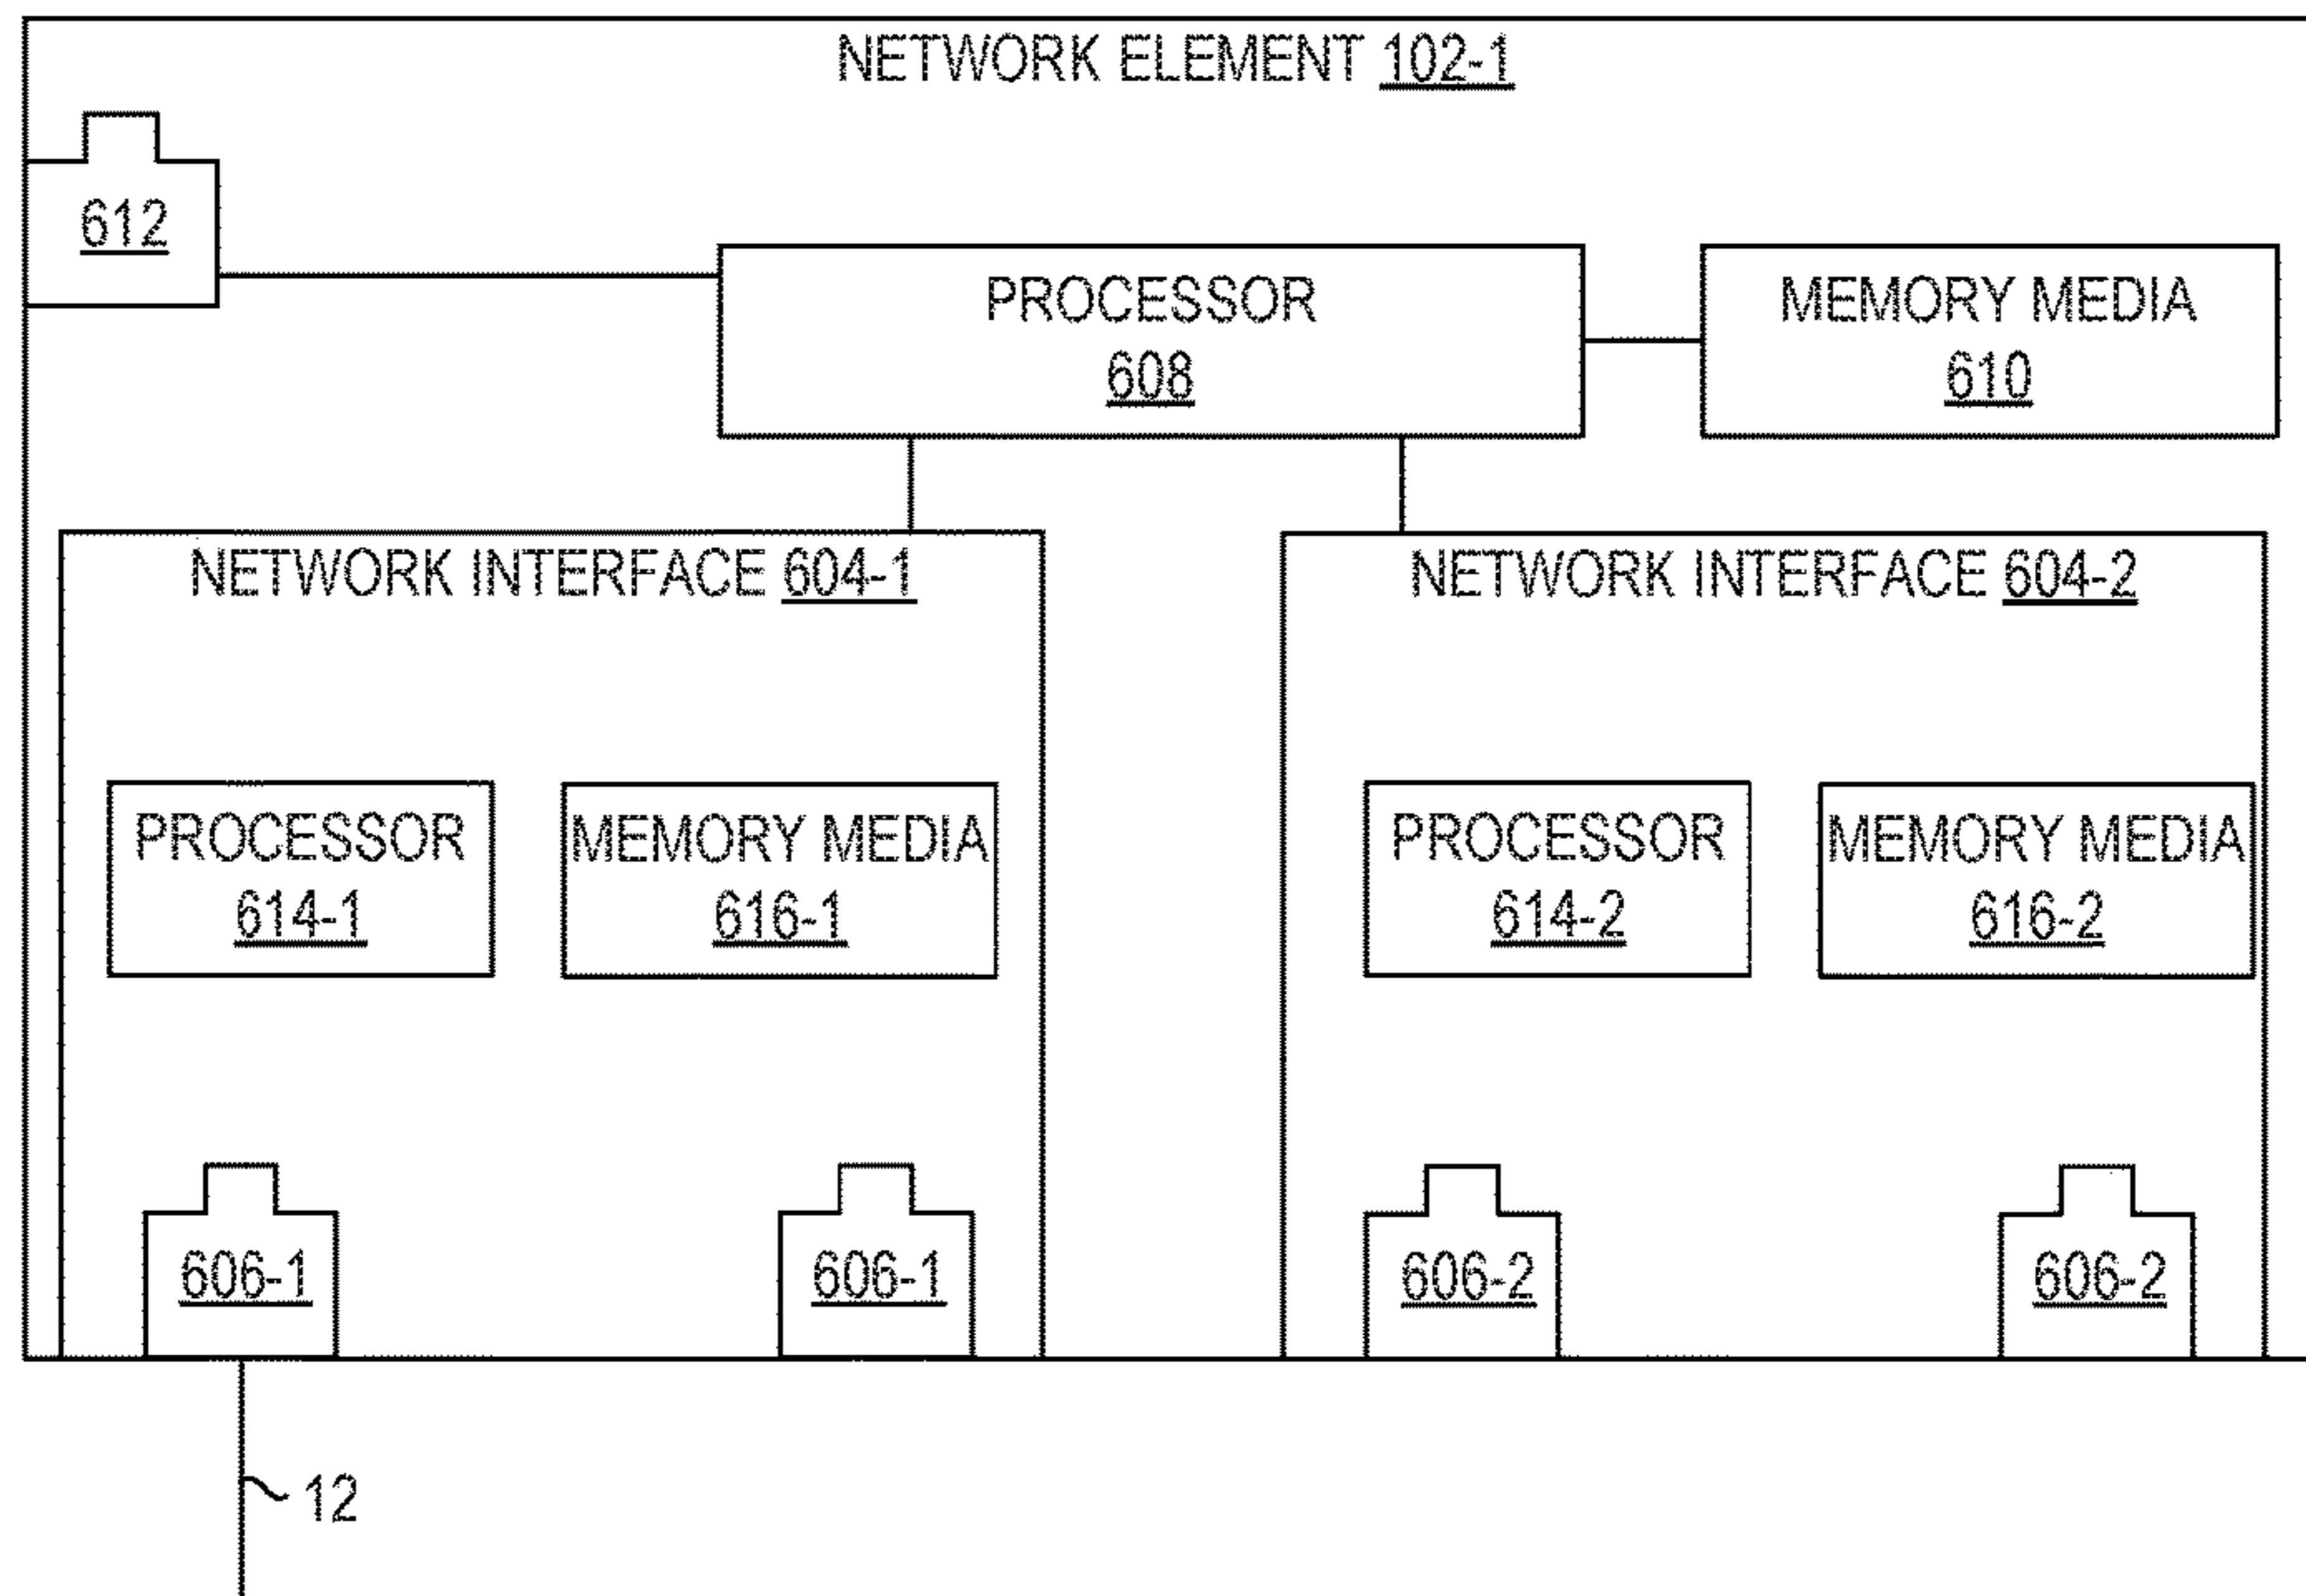 NETWORK ELEMENT 102-1
612
PROCESSOR
608
MEMORY MEDIA
610
NETWORK INTERFACE 604-1
NETWORK INTERFACE 604-2
PROCESSOR
614-1
MEMORY MEDIA
616-1
PROCESSOR
614-2
MEMORY MEDIA
616-2
606-1
606-1
606-2
606-2
12